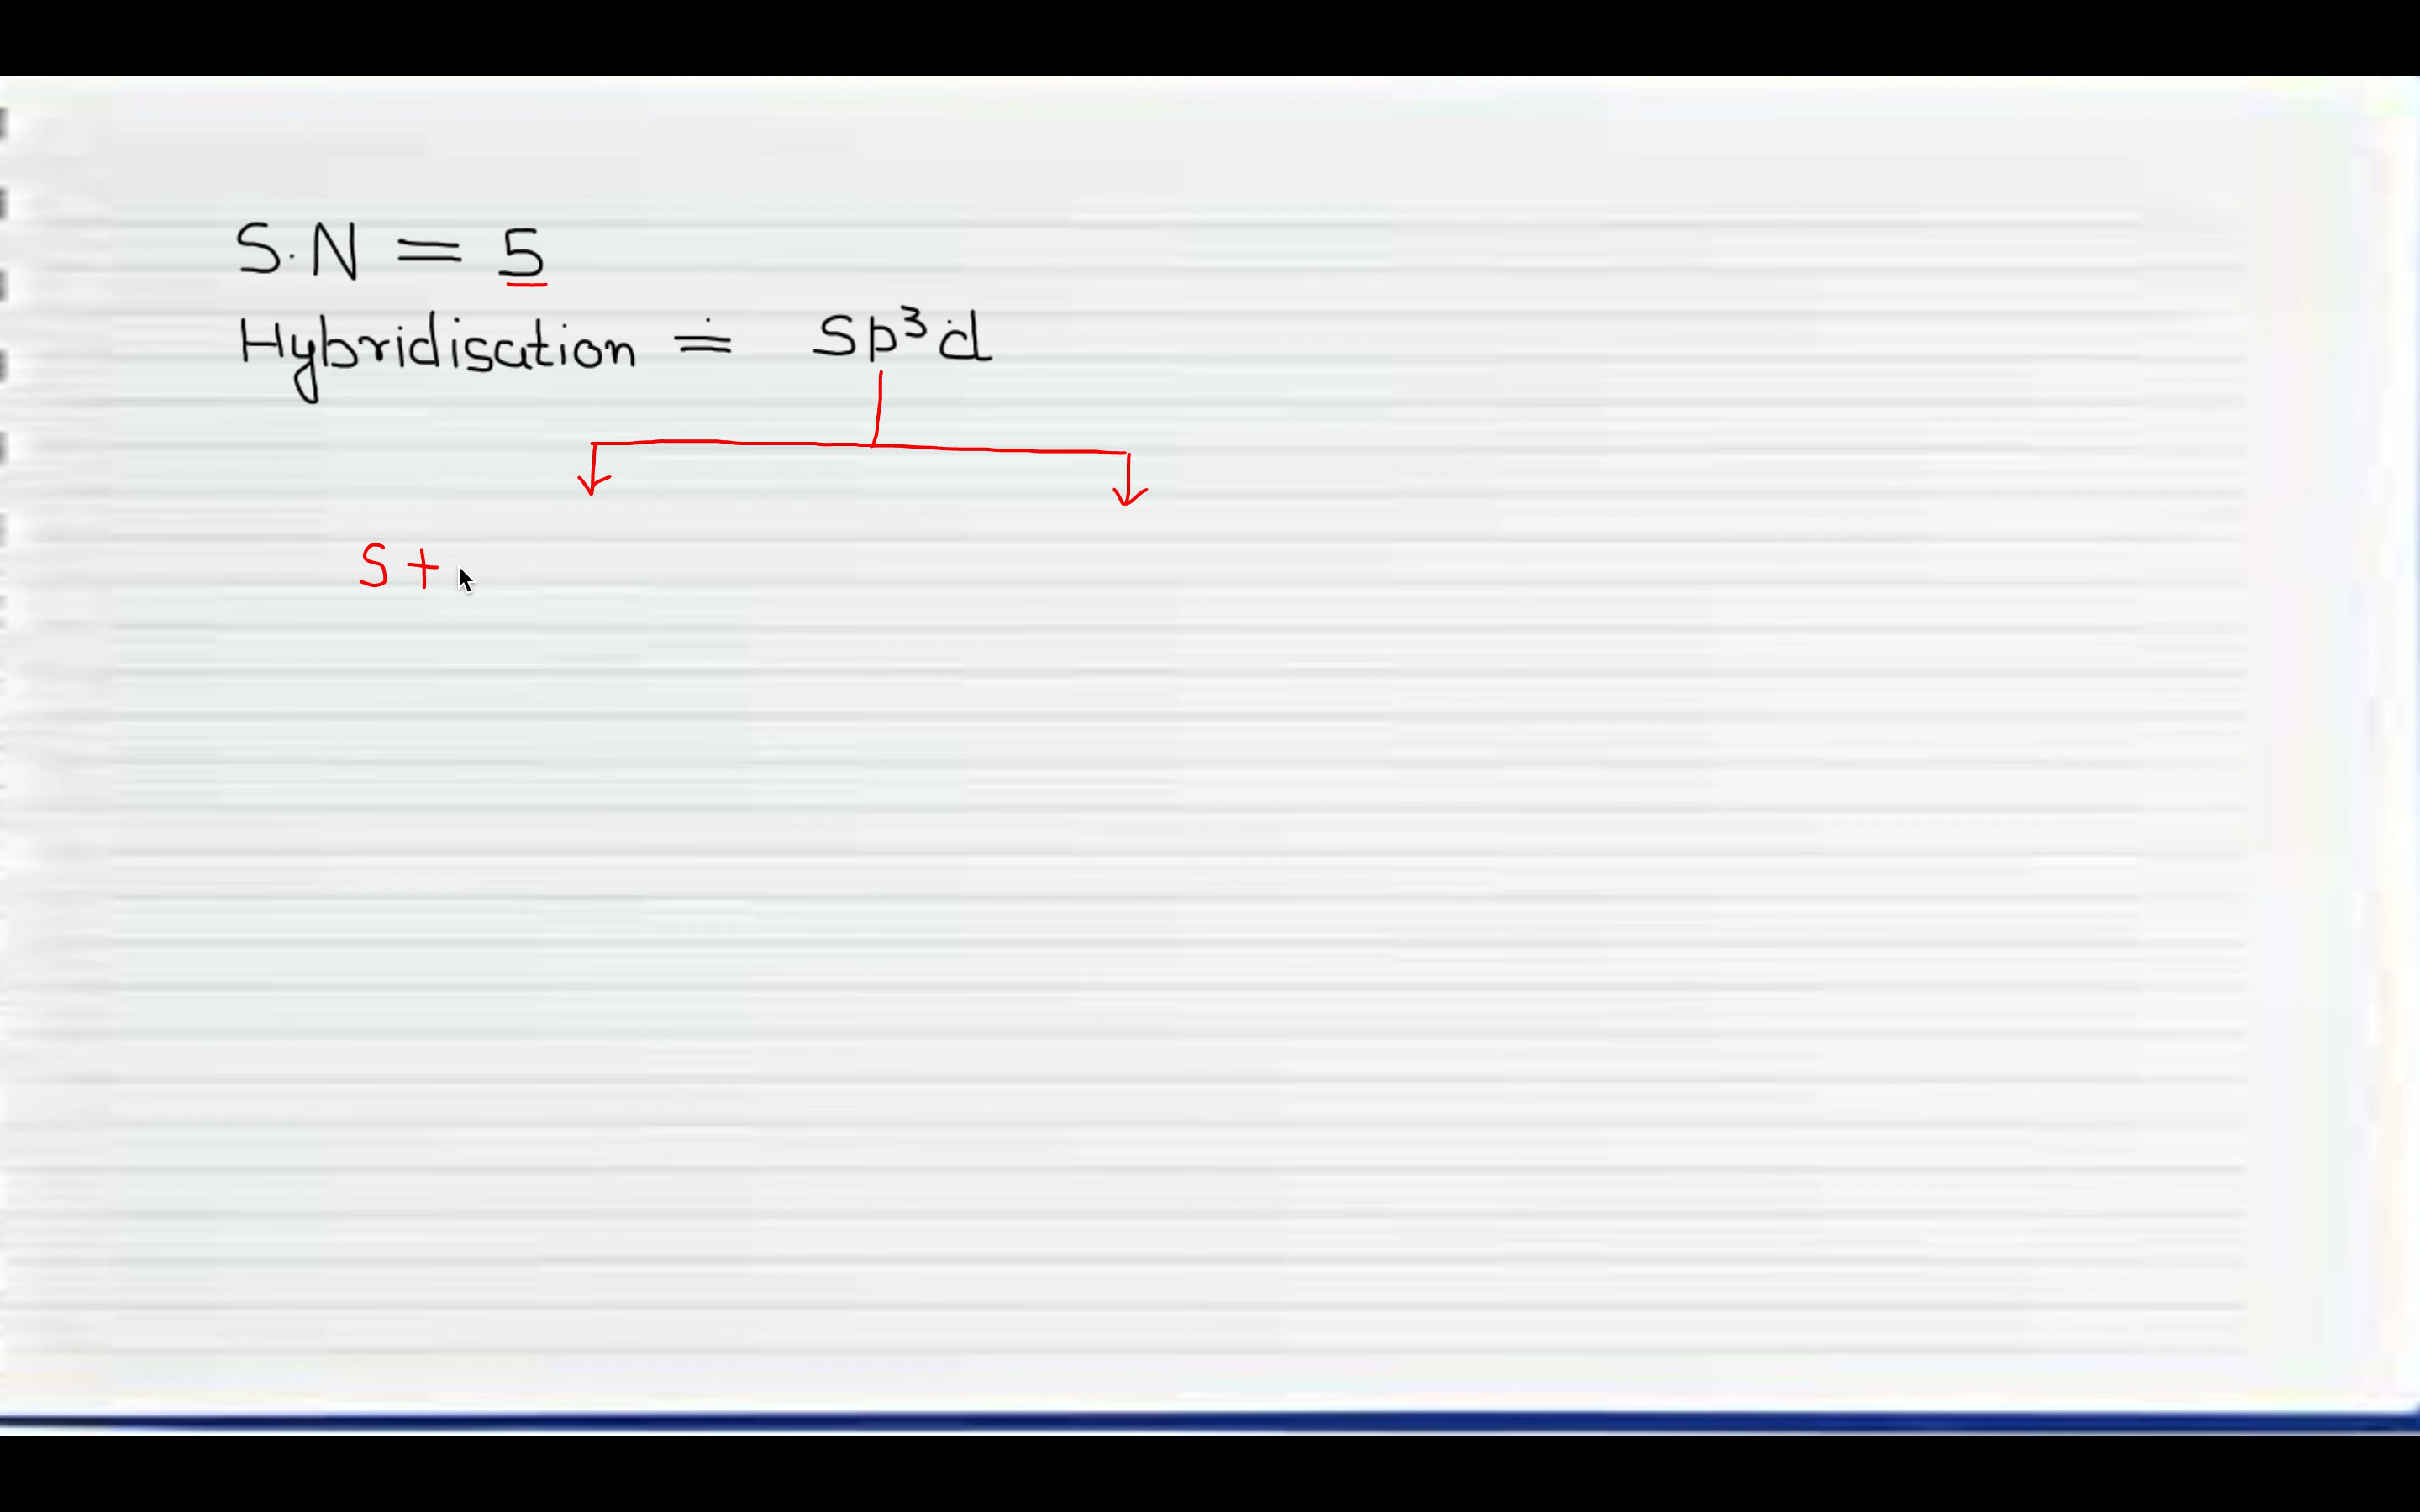 S.N = 5
Hybridisation = Sp³d
S +